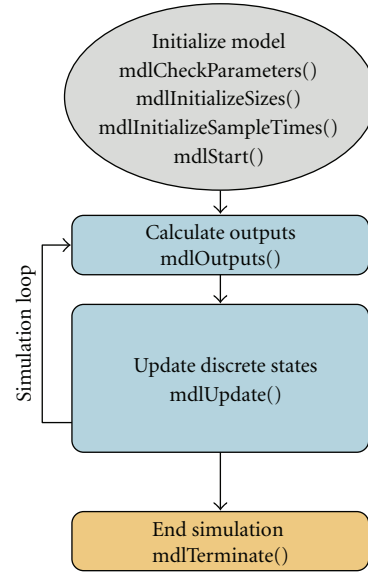 Initialize model
mdlCheckParameters()
mdlInitializeSizes()
mdlInitializeSampleTimes()
mdlStart()
Calculate outputs
mdlOutputs()
Simulation loop
Update discrete states
mdlUpdate()
End simulation
mdlTerminate()